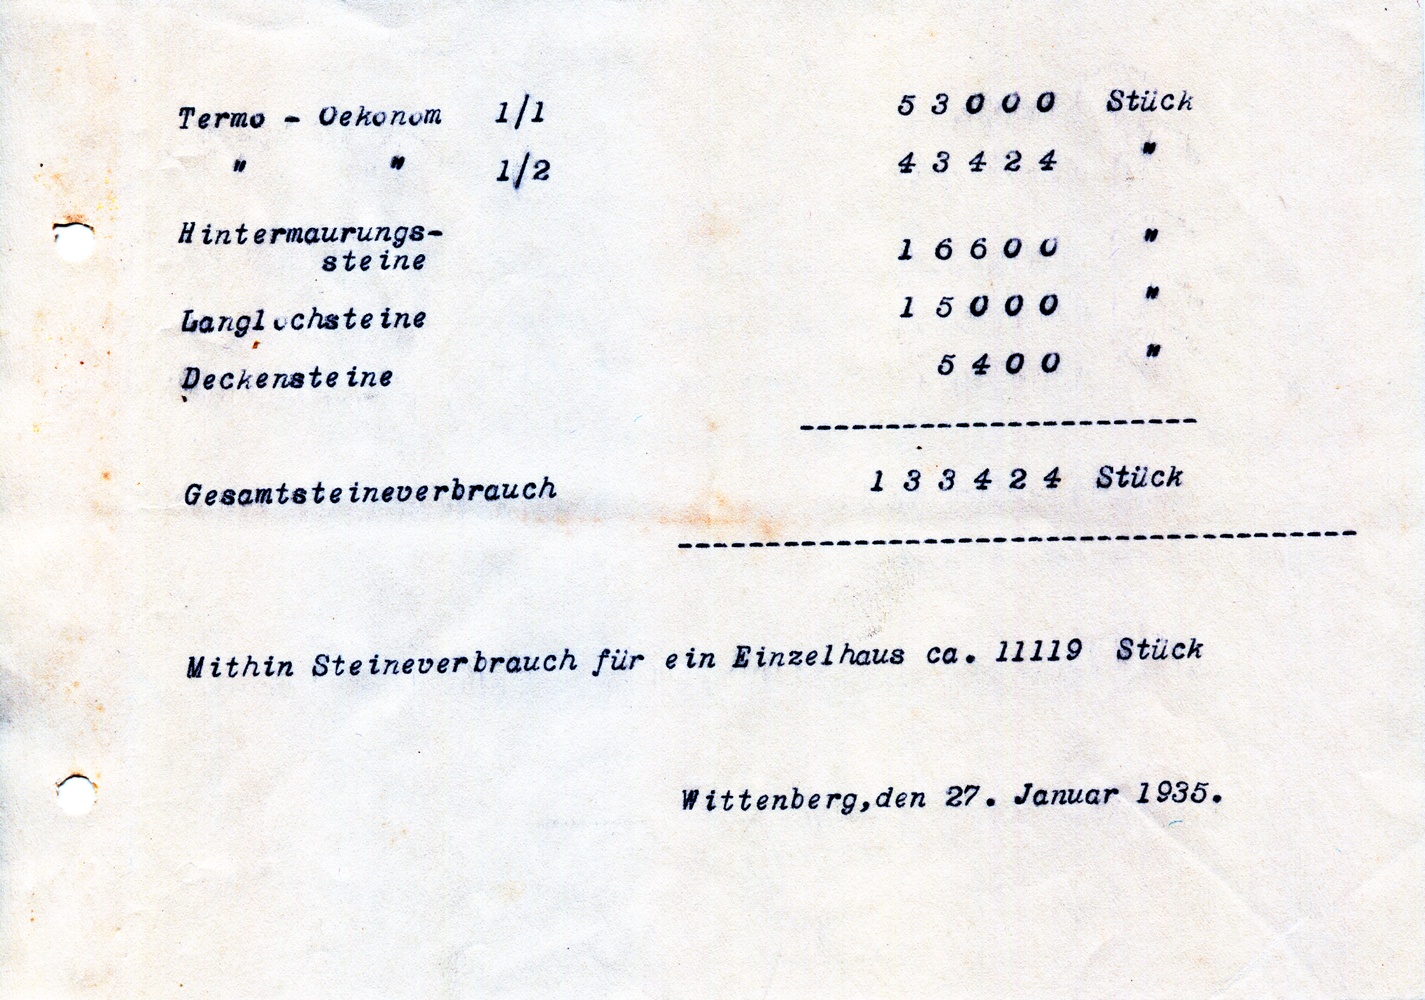 Termo - Oekonom 1/1 53000 Stück
" " 1/2 43424 "
Hintermaurungs-
steine 16600 "
Langlochsteine 15000 "
Deckensteine 5400 "
-----------------------
Gesamtsteineverbrauch 133424 Stück
---------------------------------------
Mithin Steineverbrauch für ein Einzelhaus ca. 11119 Stück
Wittenberg,den 27. Januar 1935.